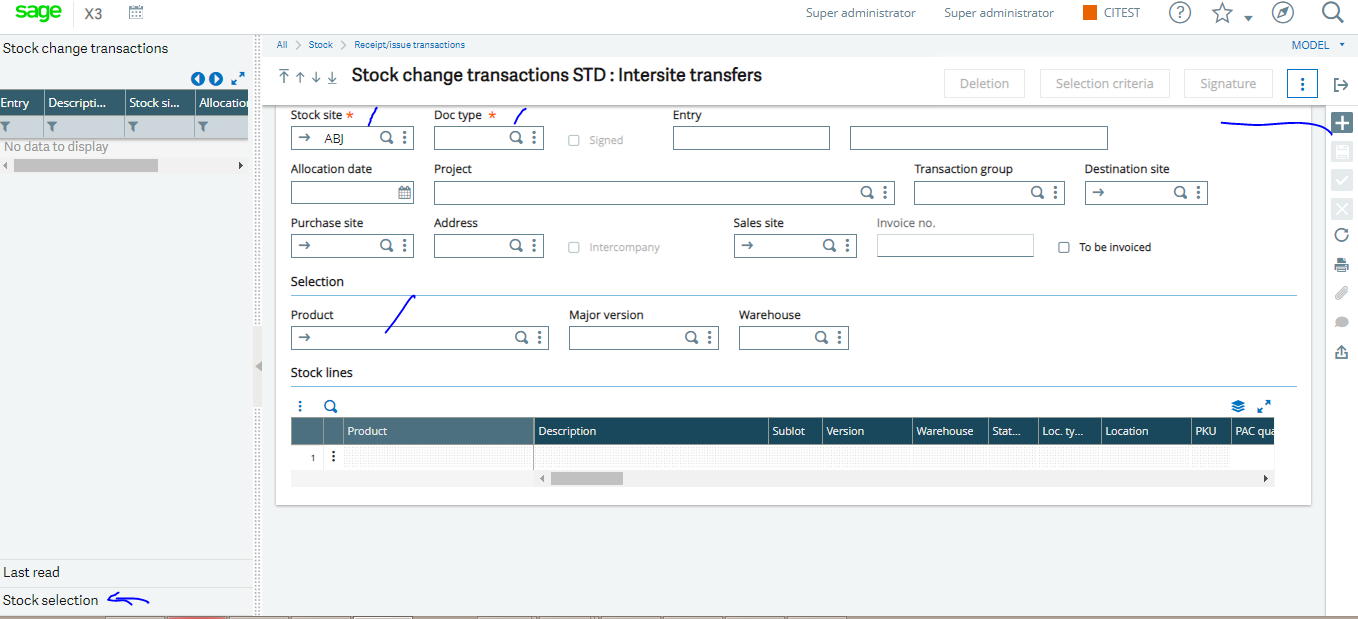 sage X3 Super administrator Super administrator CITEST ?
Stock change transactions
All Stock Receipt/issue transactions MODEL
Stock change transactions STD : Intersite transfers
Deletion Selection criteria Signature
Entry Descripti... Stock si... Allocation
No data to display
Stock site * Doc type * Entry
ABJ Signed
Allocation date Project Transaction group Destination site
Purchase site Address Sales site Invoice no.
Intercompany To be invoiced
Selection
Product Major version Warehouse
Stock lines
Product Description Sublot Version Warehouse Stat... Loc. ty... Location PKU PAC qua
1
Last read
Stock selection